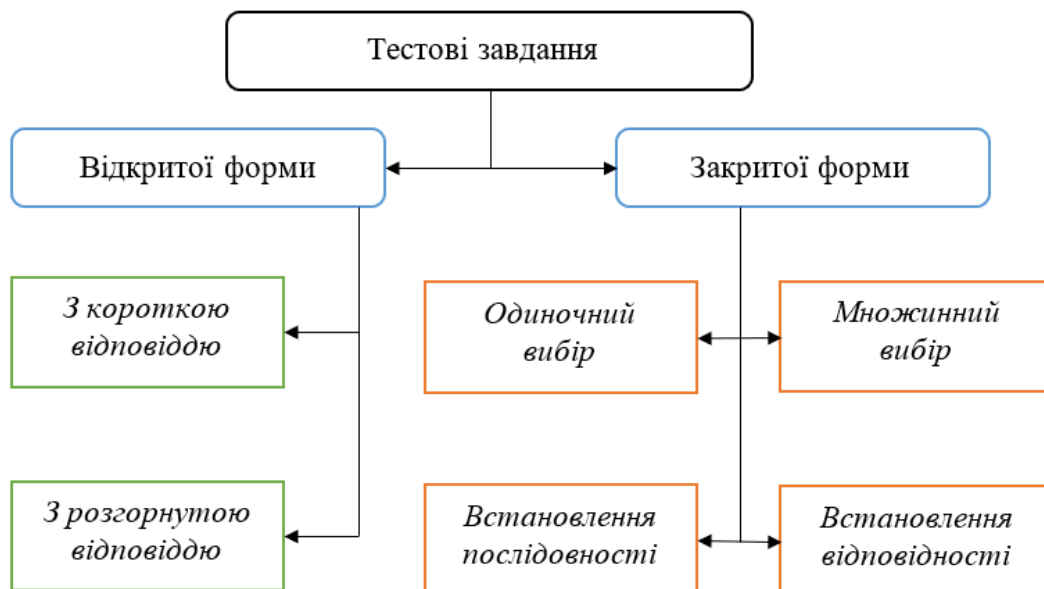 Тестові завдання
Відкритої форми
Закритої форми
З короткою
відповіддю
Одиночний
вибір
Множинний
вибір
З розгорнутою
відповіддю
Встановлення
послідовності
Встановлення
відповідності